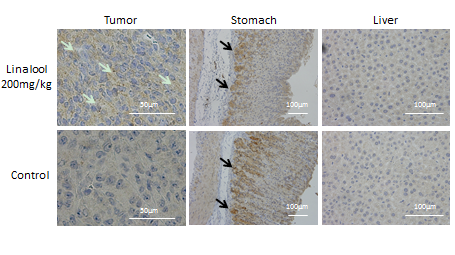 Tumor Stomach Liver
Linalool
200mg/kg
50µm 100µm 100µm
Control
50µm 100µm 100µm